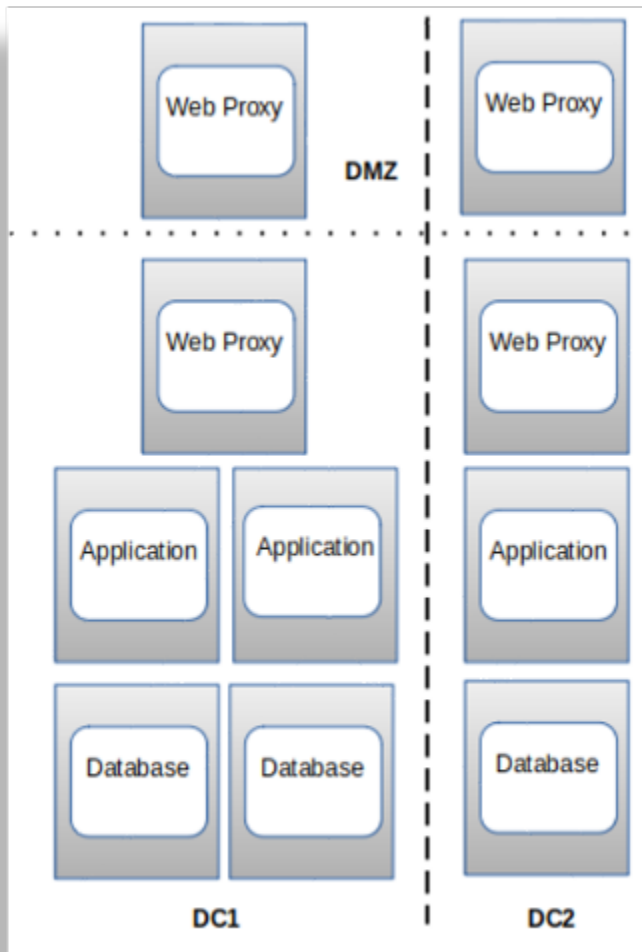 Web Proxy
Web Proxy
DMZ
Web Proxy
Web Proxy
Application
Application
Application
Database
Database
Database
DC1
DC2